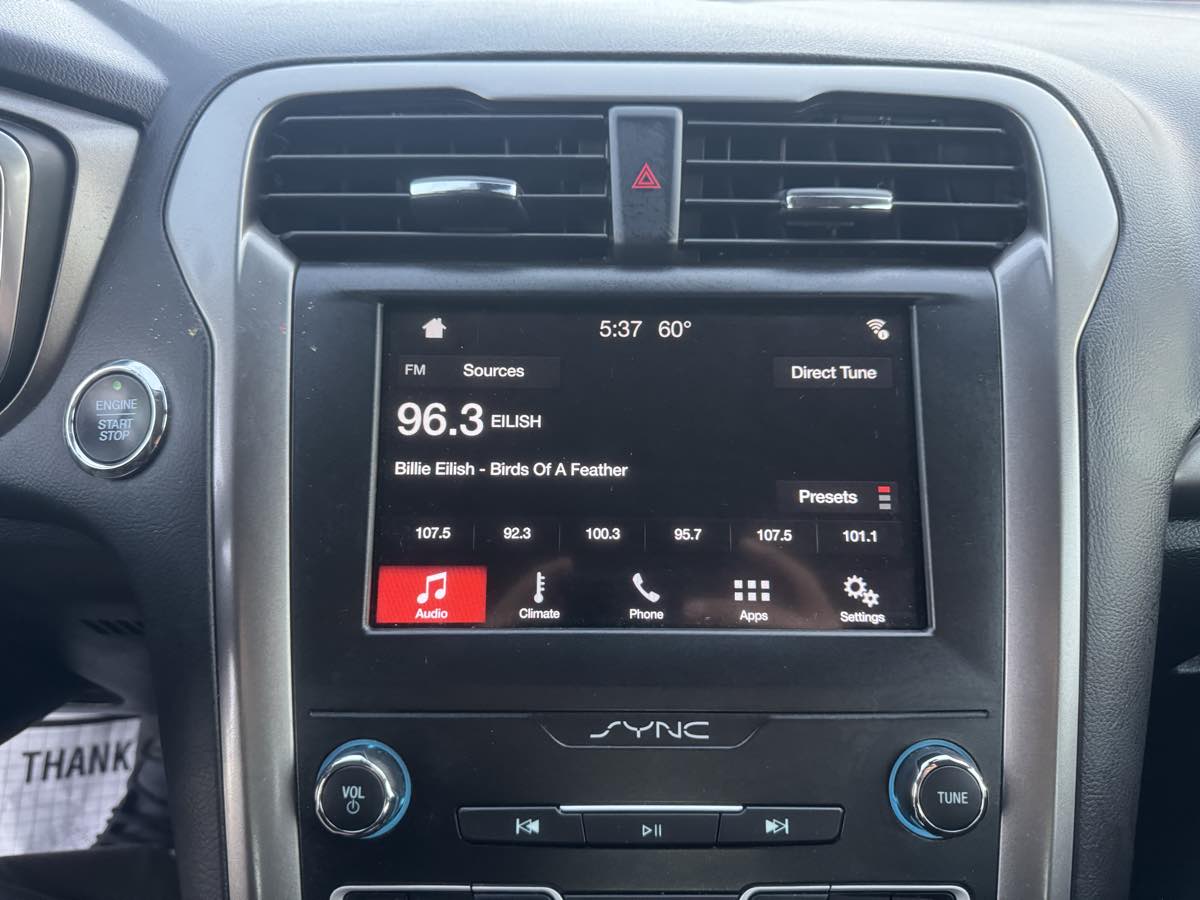 5:37 60°
FM Sources Direct Tune
96.3 EILISH
Billie Eilish - Birds Of A Feather
Presets
107.5 92.3 100.3 95.7 107.5 101.1
Audio Climate Phone Apps Settings
ENGINE
START
STOP
SYNC
VOL
TUNE
THANK